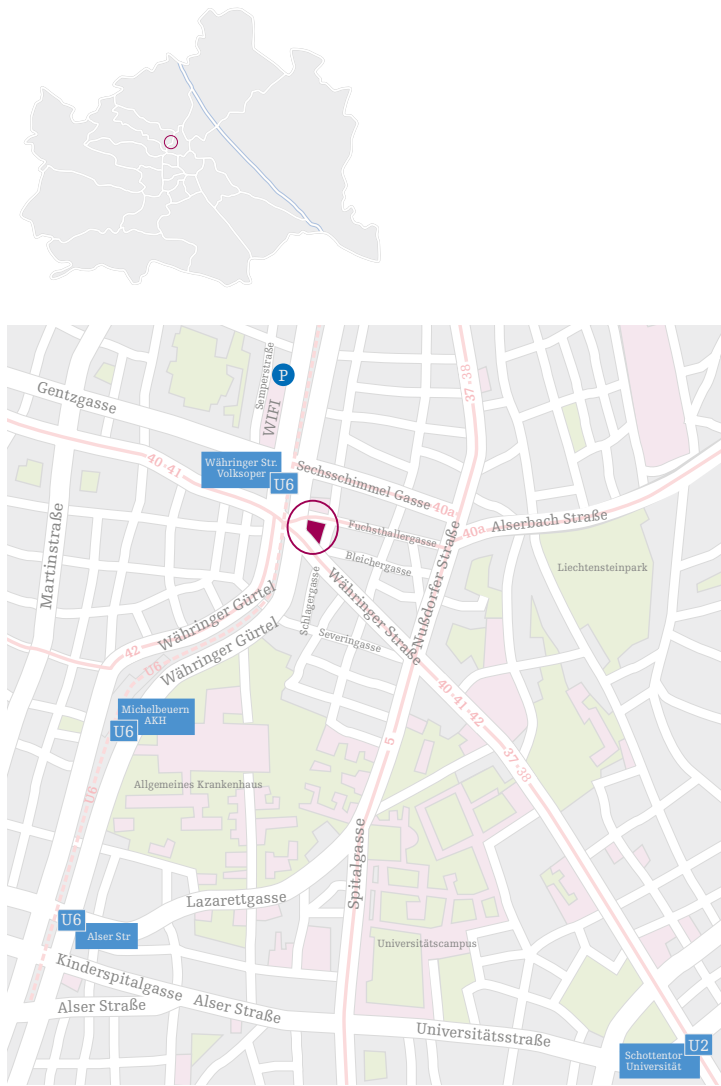 Semperstraße
P
37·38
Gentzgasse
WIFI
40·41
Währinger Str.
Volksoper
U6
Sechsschimmel Gasse
40a
Martinstraße
Fuchsthallergasse
40a
Alserbach Straße
Bleichergasse
Liechtensteinpark
Schlagergasse
Währinger Straße
Nußdorfer Straße
Währinger Gürtel
Severingasse
42
U6
Währinger Gürtel
40·41·42
Michelbeuern
AKH
U6
5
37·38
Allgemeines Krankenhaus
U6
Spitalgasse
Lazarettgasse
U6
Alser Str
Universitätscampus
Kinderspitalgasse
Alser Straße
Alser Straße
Universitätsstraße
U2
Schottentor
Universität